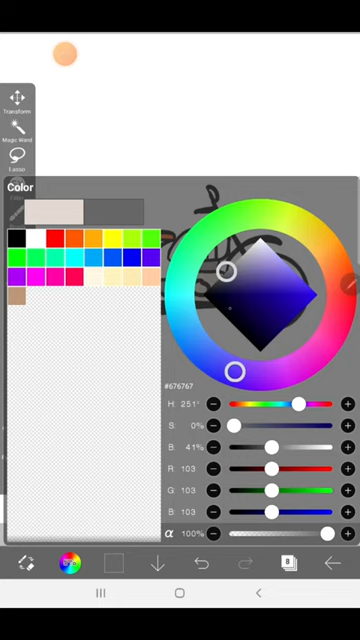 Transform
Magic Wand
Lasso
Color
#676767
H 251°
S 0%
B 41%
R 103
G 103
B 103
α 100%
8